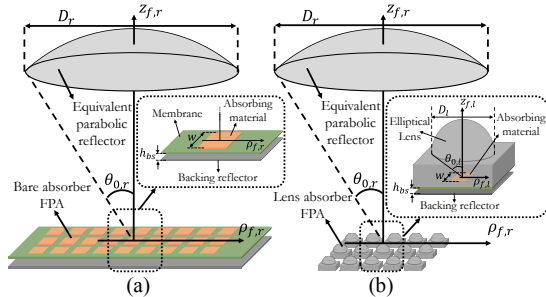 D_r
z_{f,r}
Equivalent
parabolic
reflector
Membrane
Absorbing
material
w
ρ_{f,r}
h_{bs}
Backing reflector
θ_{0,r}
Bare absorber
FPA
ρ_{f,r}
(a)
D_r
z_{f,r}
Equivalent
parabolic
reflector
z_{f,l}
D_l
Elliptical
Lens
Absorbing
material
θ_{0,l}
w
h_{bs}
ρ_{f,l}
Backing reflector
θ_{0,r}
Lens absorber
FPA
ρ_{f,r}
(b)